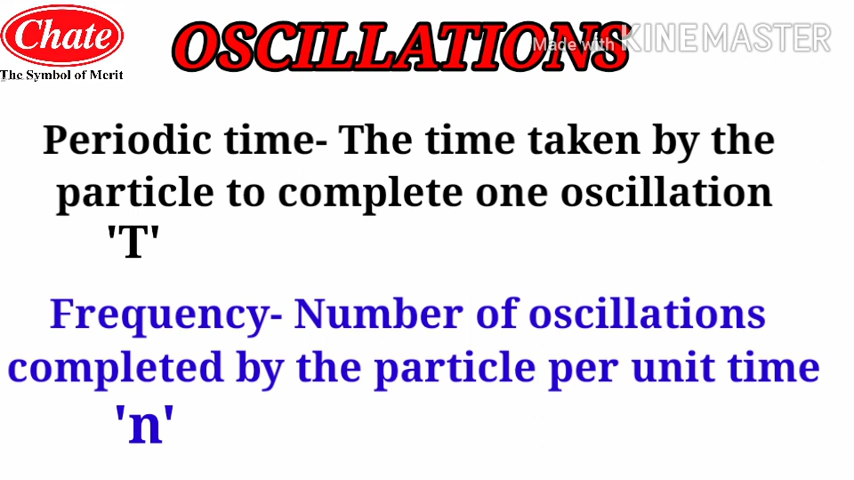 Chate
The Symbol of Merit
OSCILLATIONS
Made with KINEMASTER
Periodic time- The time taken by the
particle to complete one oscillation
'T'
Frequency- Number of oscillations
completed by the particle per unit time
'n'